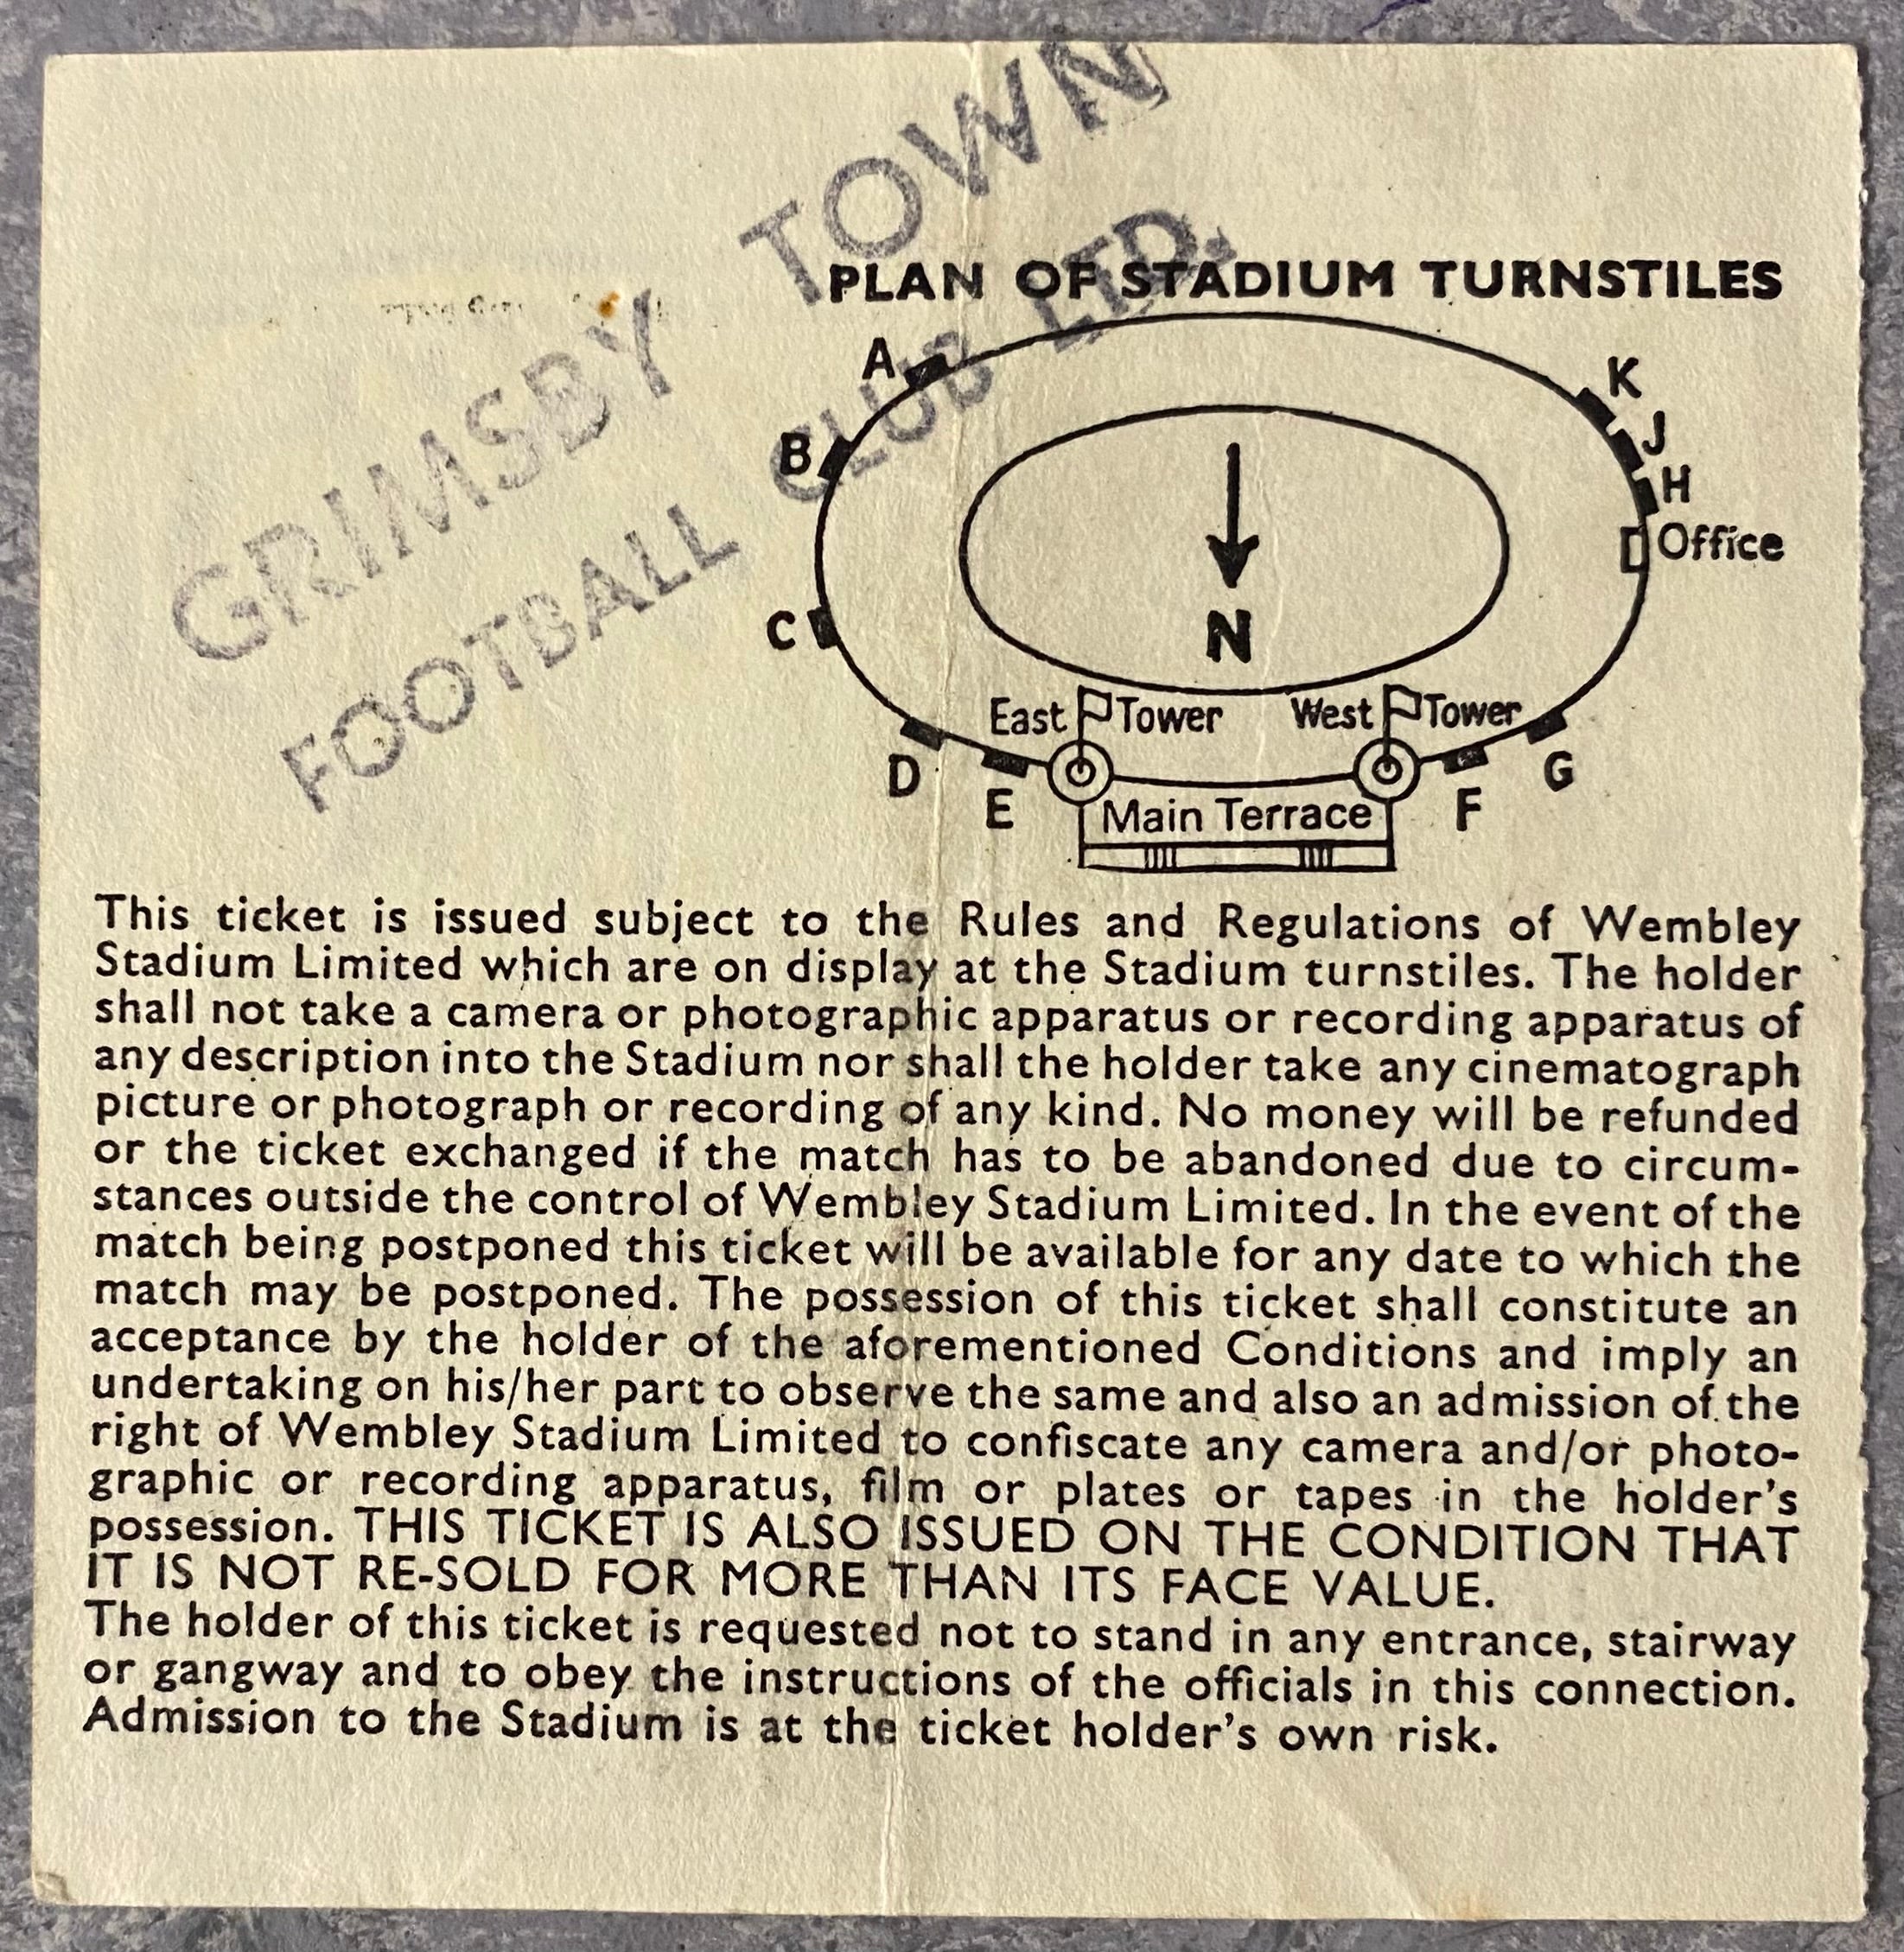 GRIMSBY TOWN
FOOTBALL CLUB LTD.
PLAN OF STADIUM TURNSTILES
A
K
B
J
H
Office
N
C
East Tower West Tower
D
E
F
G
Main Terrace
This ticket is issued subject to the Rules and Regulations of Wembley
Stadium Limited which are on display at the Stadium turnstiles. The holder
shall not take a camera or photographic apparatus or recording apparatus of
any description into the Stadium nor shall the holder take any cinematograph
picture or photograph or recording of any kind. No money will be refunded
or the ticket exchanged if the match has to be abandoned due to circum-
stances outside the control of Wembley Stadium Limited. In the event of the
match being postponed this ticket will be available for any date to which the
match may be postponed. The possession of this ticket shall constitute an
acceptance by the holder of the aforementioned Conditions and imply an
undertaking on his/her part to observe the same and also an admission of the
right of Wembley Stadium Limited to confiscate any camera and/or photo-
graphic or recording apparatus, film or plates or tapes in the holder's
possession. THIS TICKET IS ALSO ISSUED ON THE CONDITION THAT
IT IS NOT RE-SOLD FOR MORE THAN ITS FACE VALUE.
The holder of this ticket is requested not to stand in any entrance, stairway
or gangway and to obey the instructions of the officials in this connection.
Admission to the Stadium is at the ticket holder's own risk.